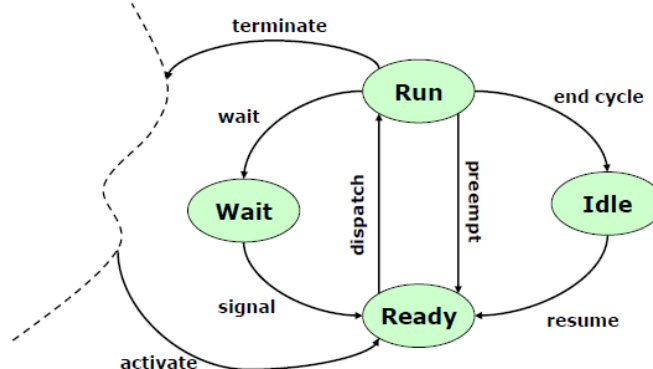 terminate
Run
end cycle
wait
Wait
dispatch
preempt
Idle
signal
Ready
resume
activate